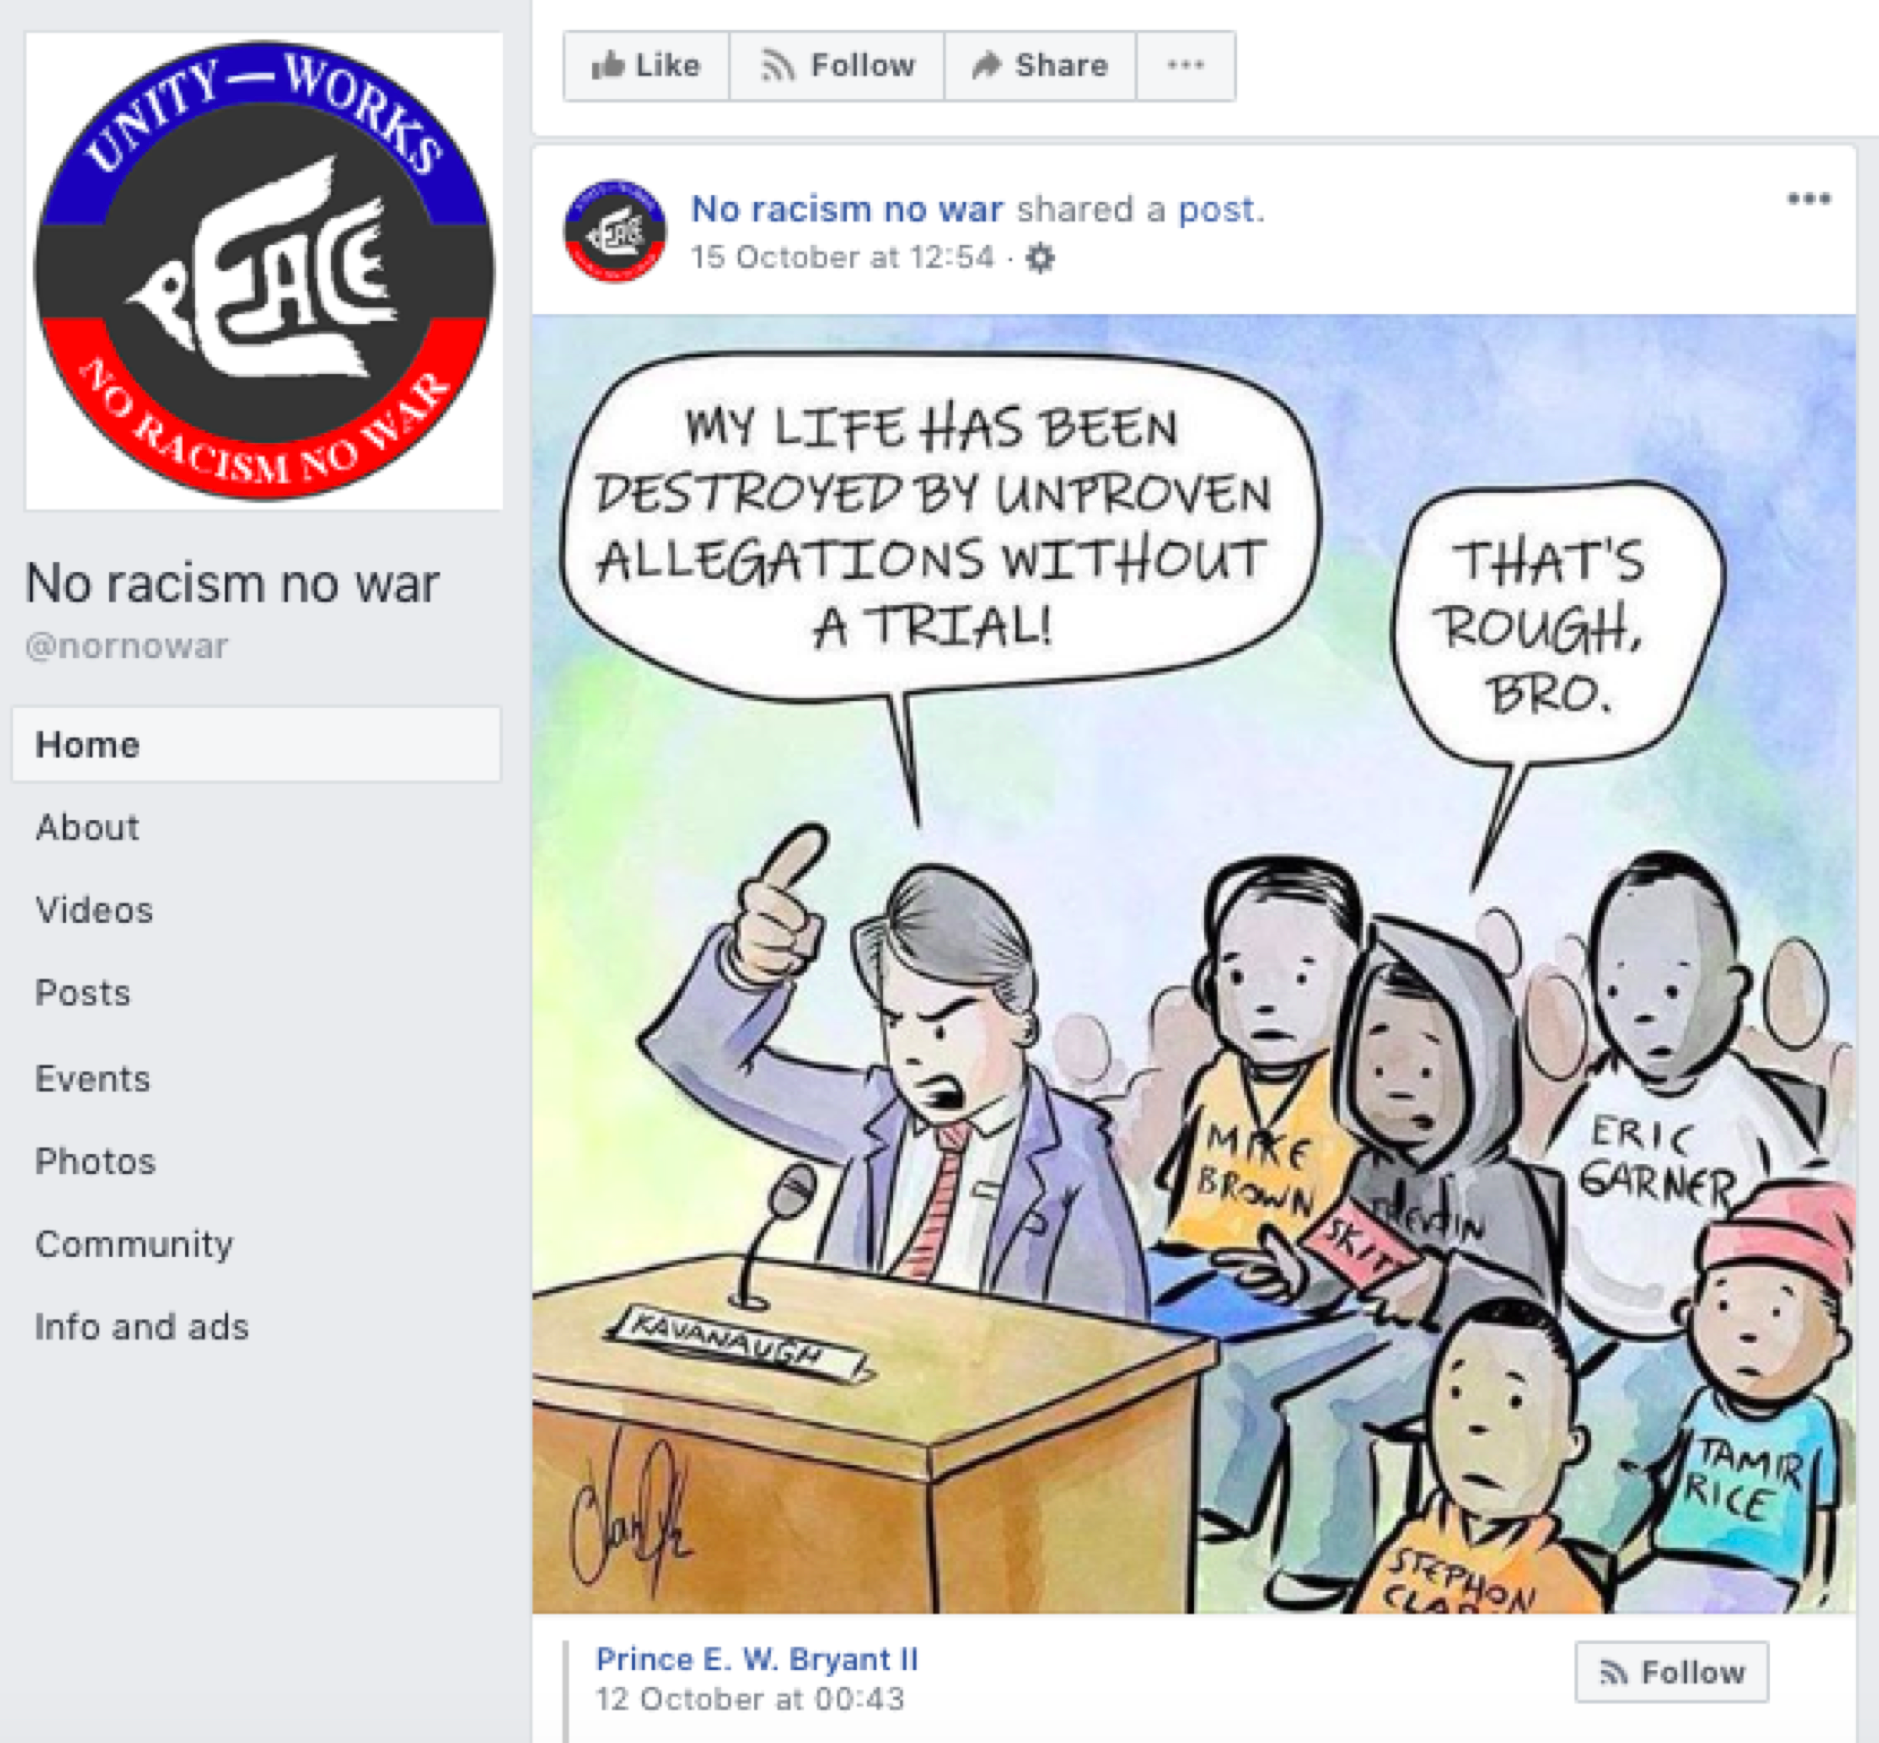 UNITY—WORKS
PEACE
NO RACISM NO WAR
No racism no war
@nornowar
Home
About
Videos
Posts
Events
Photos
Community
Info and ads
Like
Follow
Share
No racism no war shared a post.
15 October at 12:54
MY LIFE HAS BEEN
DESTROYED BY UNPROVEN
ALLEGATIONS WITHOUT
A TRIAL!
THAT'S
ROUGH,
BRO.
MIKE
BROWN
SKITT
ERIC
GARNER
KAVANAUGH
TAMIR
RICE
STEPHON
Prince E. W. Bryant II
12 October at 00:43
Follow